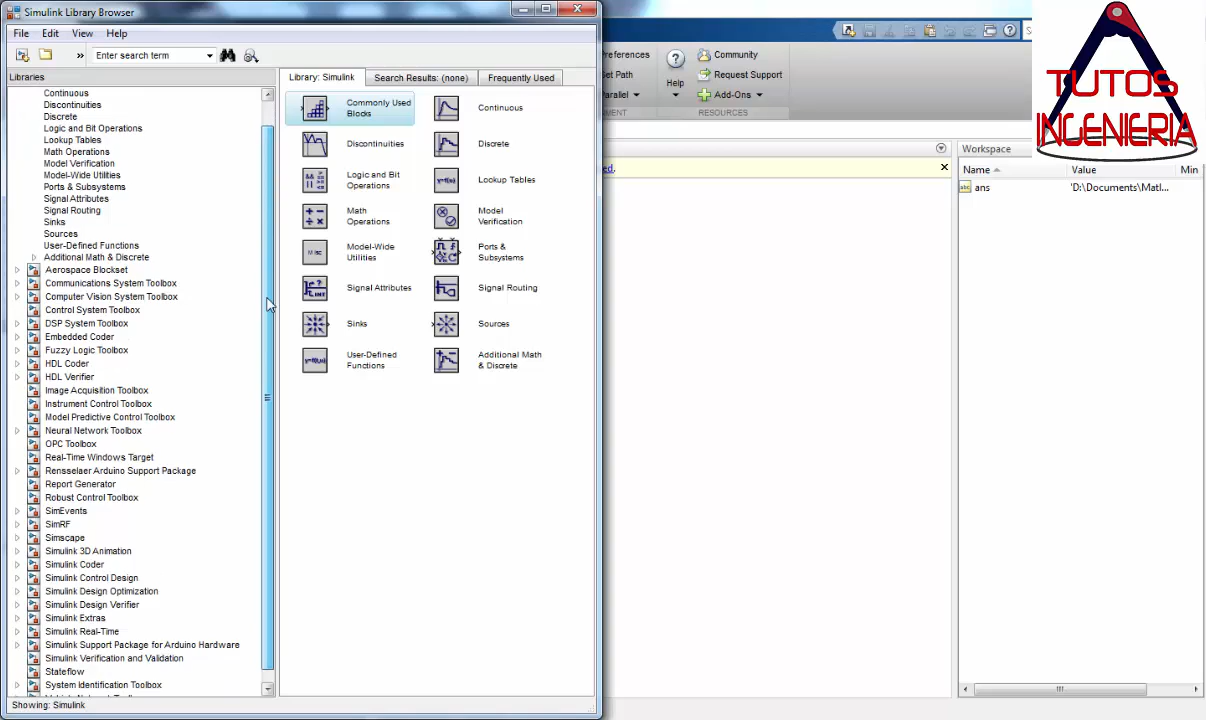 Simulink Library Browser
File Edit View Help
» Enter search term
Libraries
Continuous
Discontinuities
Discrete
Logic and Bit Operations
Lookup Tables
Math Operations
Model Verification
Model-Wide Utilities
Ports & Subsystems
Signal Attributes
Signal Routing
Sinks
Sources
User-Defined Functions
Additional Math & Discrete
Aerospace Blockset
Communications System Toolbox
Computer Vision System Toolbox
Control System Toolbox
DSP System Toolbox
Embedded Coder
Fuzzy Logic Toolbox
HDL Coder
HDL Verifier
Image Acquisition Toolbox
Instrument Control Toolbox
Model Predictive Control Toolbox
Neural Network Toolbox
OPC Toolbox
Real-Time Windows Target
Rensselaer Arduino Support Package
Report Generator
Robust Control Toolbox
SimEvents
SimRF
Simscape
Simulink 3D Animation
Simulink Coder
Simulink Control Design
Simulink Design Optimization
Simulink Design Verifier
Simulink Extras
Simulink Real-Time
Simulink Support Package for Arduino Hardware
Simulink Verification and Validation
Stateflow
System Identification Toolbox
Showing: Simulink
Library: Simulink Search Results: (none) Frequently Used
Commonly Used
Blocks
Continuous
Discontinuities
Discrete
Logic and Bit
Operations
Lookup Tables
Math
Operations
Model
Verification
Model-Wide
Utilities
Ports &
Subsystems
Signal Attributes
Signal Routing
Sinks
Sources
User-Defined
Functions
Additional Math
& Discrete
references
et Path
arallel
Help
Community
Request Support
Add-Ons
MENT
RESOURCES
ed.
Workspace
Name Value Min
ans 'D:\Documents\Matl...
TUTOS
INGENIERIA